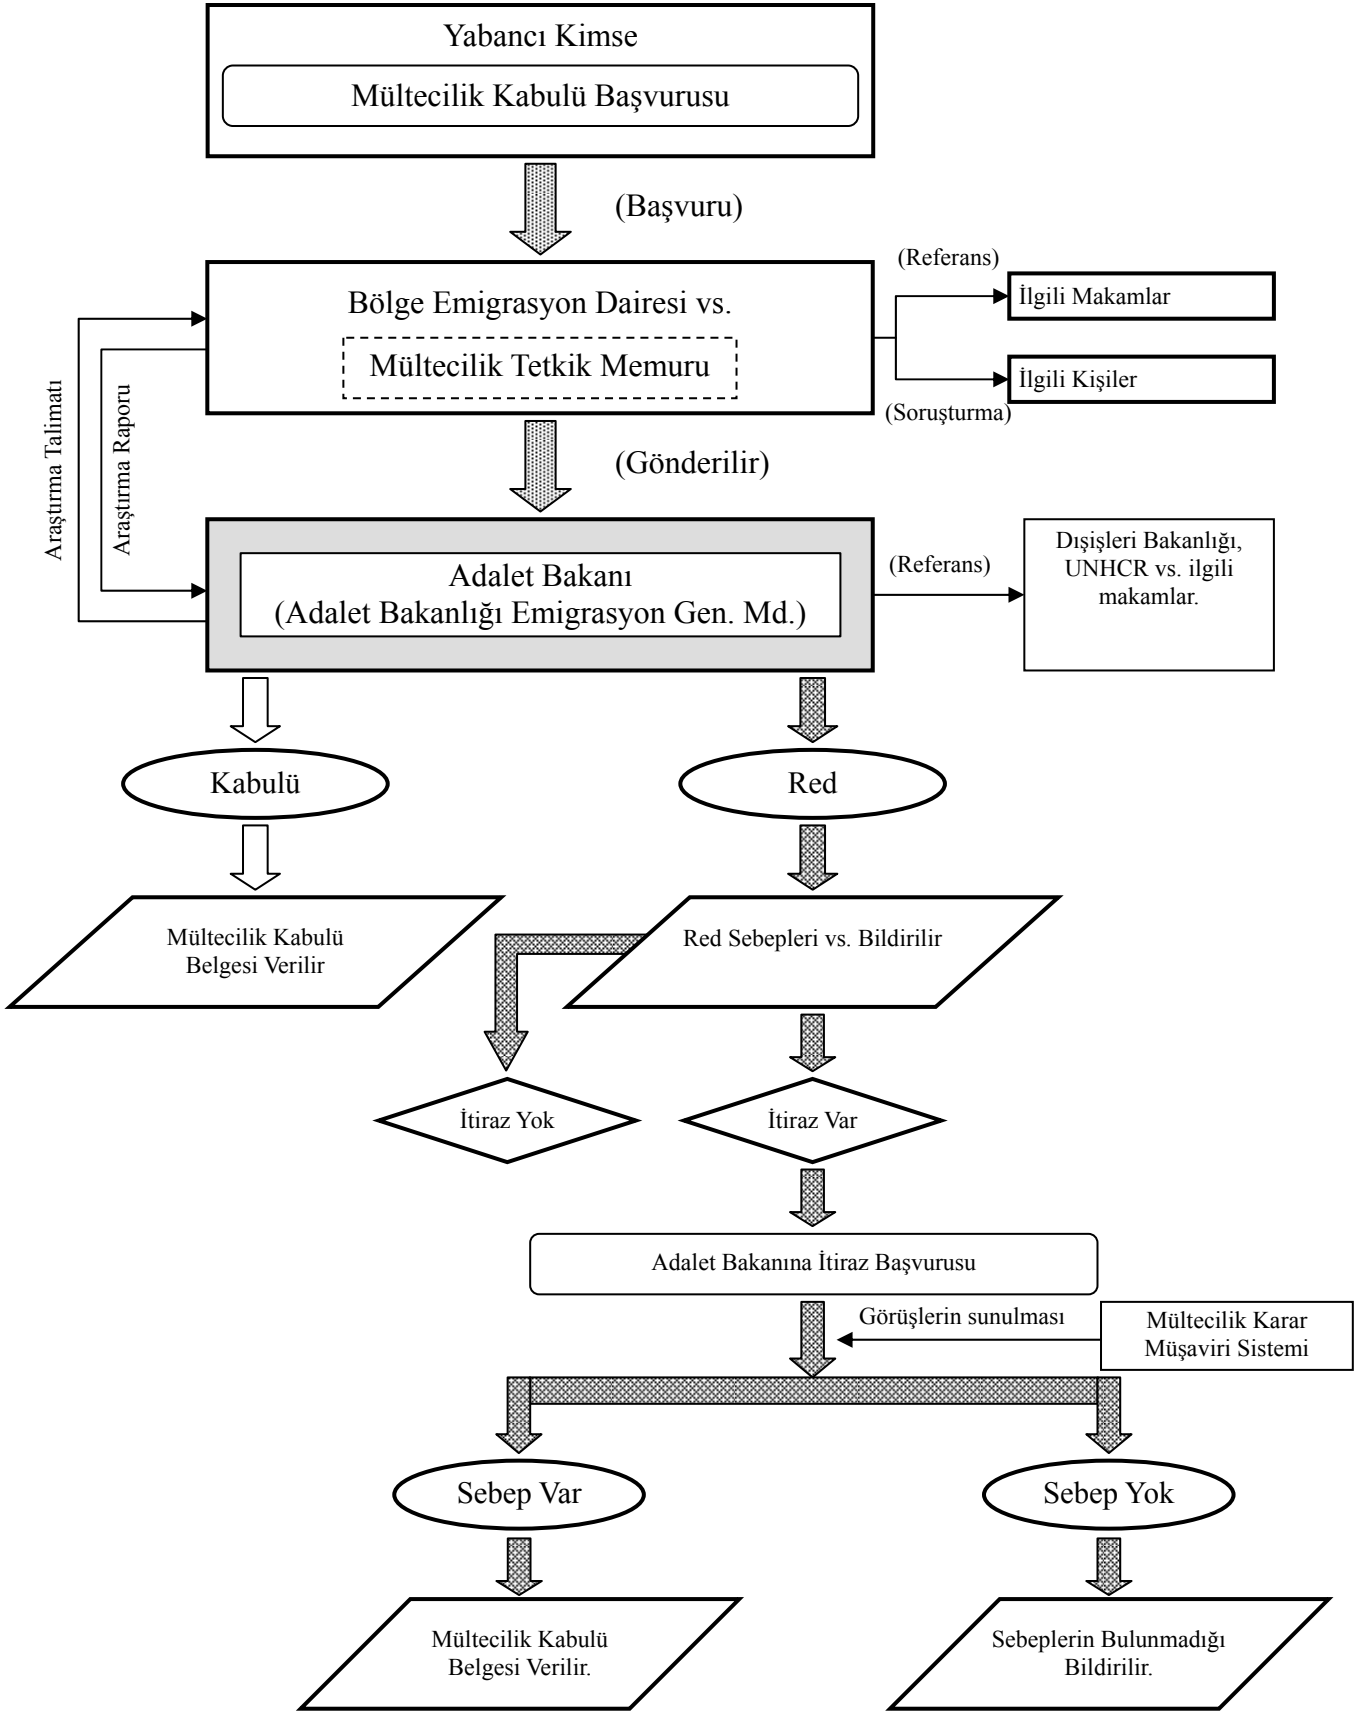 Yabancı Kimse
Mültecilik Kabulü Başvurusu
(Başvuru)
(Referans)
Bölge Emigrasyon Dairesi vs.
Mültecilik Tetkik Memuru
İlgili Makamlar
İlgili Kişiler
(Soruşturma)
Araştırma Talimatı
Araştırma Raporu
(Gönderilir)
Adalet Bakanı
(Adalet Bakanlığı Emigrasyon Gen. Md.)
(Referans)
Dışişleri Bakanlığı,
UNHCR vs. ilgili
makamlar.
Kabulü
Red
Mültecilik Kabulü
Belgesi Verilir
Red Sebepleri vs. Bildirilir
İtiraz Yok
İtiraz Var
Adalet Bakanına İtiraz Başvurusu
Görüşlerin sunulması
Mültecilik Karar
Müşaviri Sistemi
Sebep Var
Sebep Yok
Mültecilik Kabulü
Belgesi Verilir.
Sebeplerin Bulunmadığı
Bildirilir.